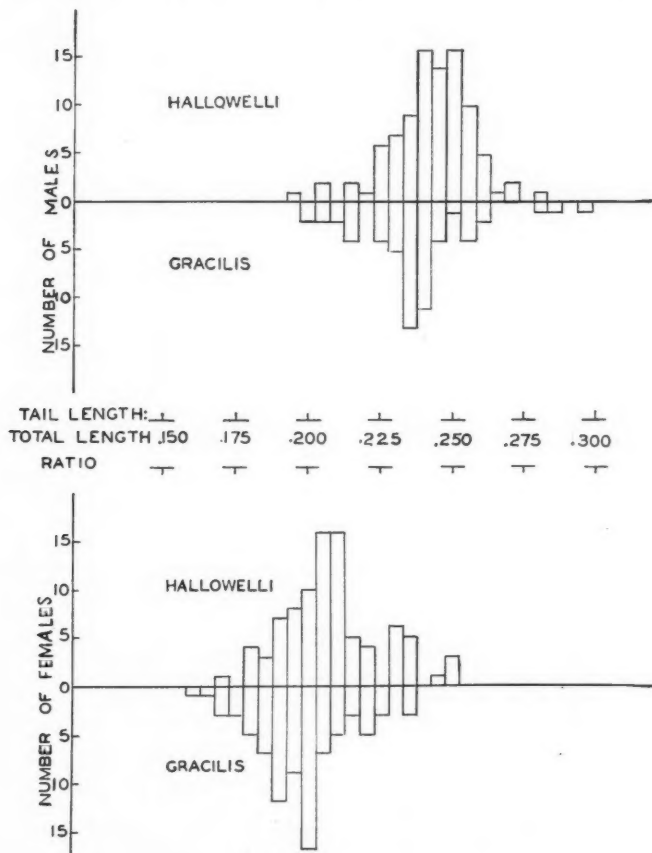 15
10
5
0
5
10
15
NUMBER OF MALES
HALLOWELLI
GRACILIS
TAIL LENGTH:
TOTAL LENGTH .150 .175 .200 .225 .250 .275 .300
RATIO
15
10
5
0
5
10
15
NUMBER OF FEMALES
HALLOWELLI
GRACILIS